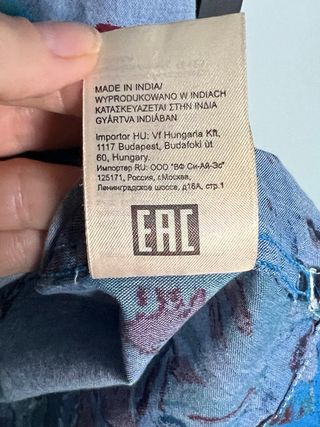 MADE IN INDIA/
WYPRODUKOWANO W INDIACH
ΚΑΤΑΣΚΕΥΑΖΕΤΑΙ ΣΤΗΝ ΙΝΔΙΑ
GYÁRTVA INDIÁBAN
Importor HU: Vf Hungaria Kft,
1117 Budapest, Budafoki út
60, Hungary.
Импортер RU: ООО "ВФ Си-Ай-Эс"
125171, Россия, г.Москва,
Ленинградское шоссе, д16А, стр.1
EAC